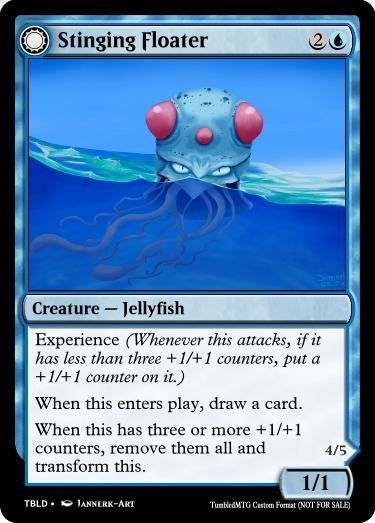 Stinging Floater 2
Creature — Jellyfish
Experience (Whenever this attacks, if it
has less than three +1/+1 counters, put a
+1/+1 counter on it.)
When this enters play, draw a card.
When this has three or more +1/+1
counters, remove them all and
transform this.
4/5
1/1
TBLD • Jannerk-Art
TumbledMTG Custom Format (NOT FOR SALE)